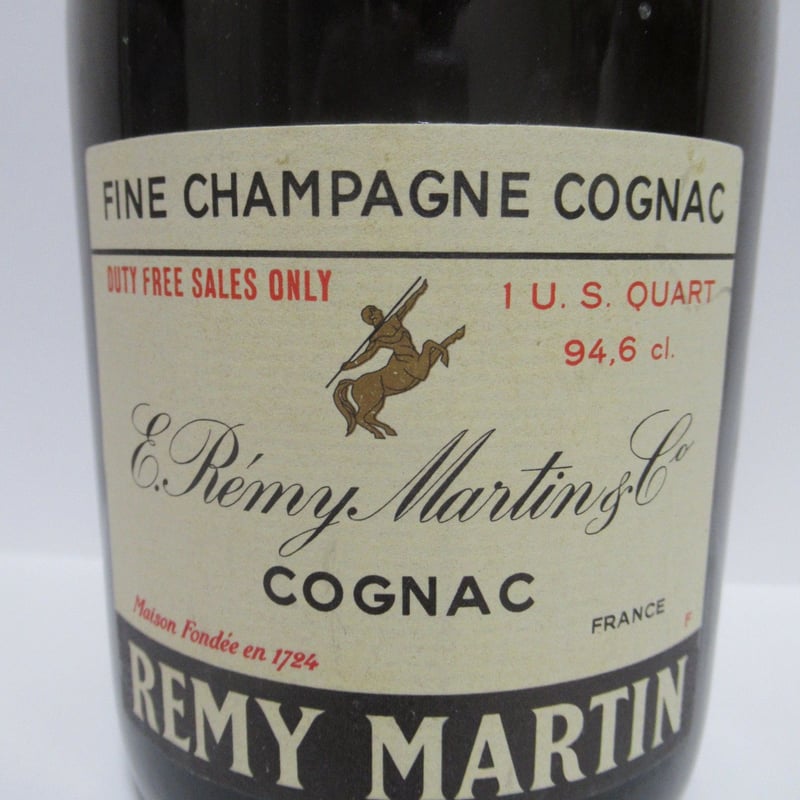 FINE CHAMPAGNE COGNAC
DUTY FREE SALES ONLY
1 U. S. QUART
94,6 cl.
E. Rémy Martin & Co
COGNAC
FRANCE
F
Maison Fondée en 1724
REMY MARTIN